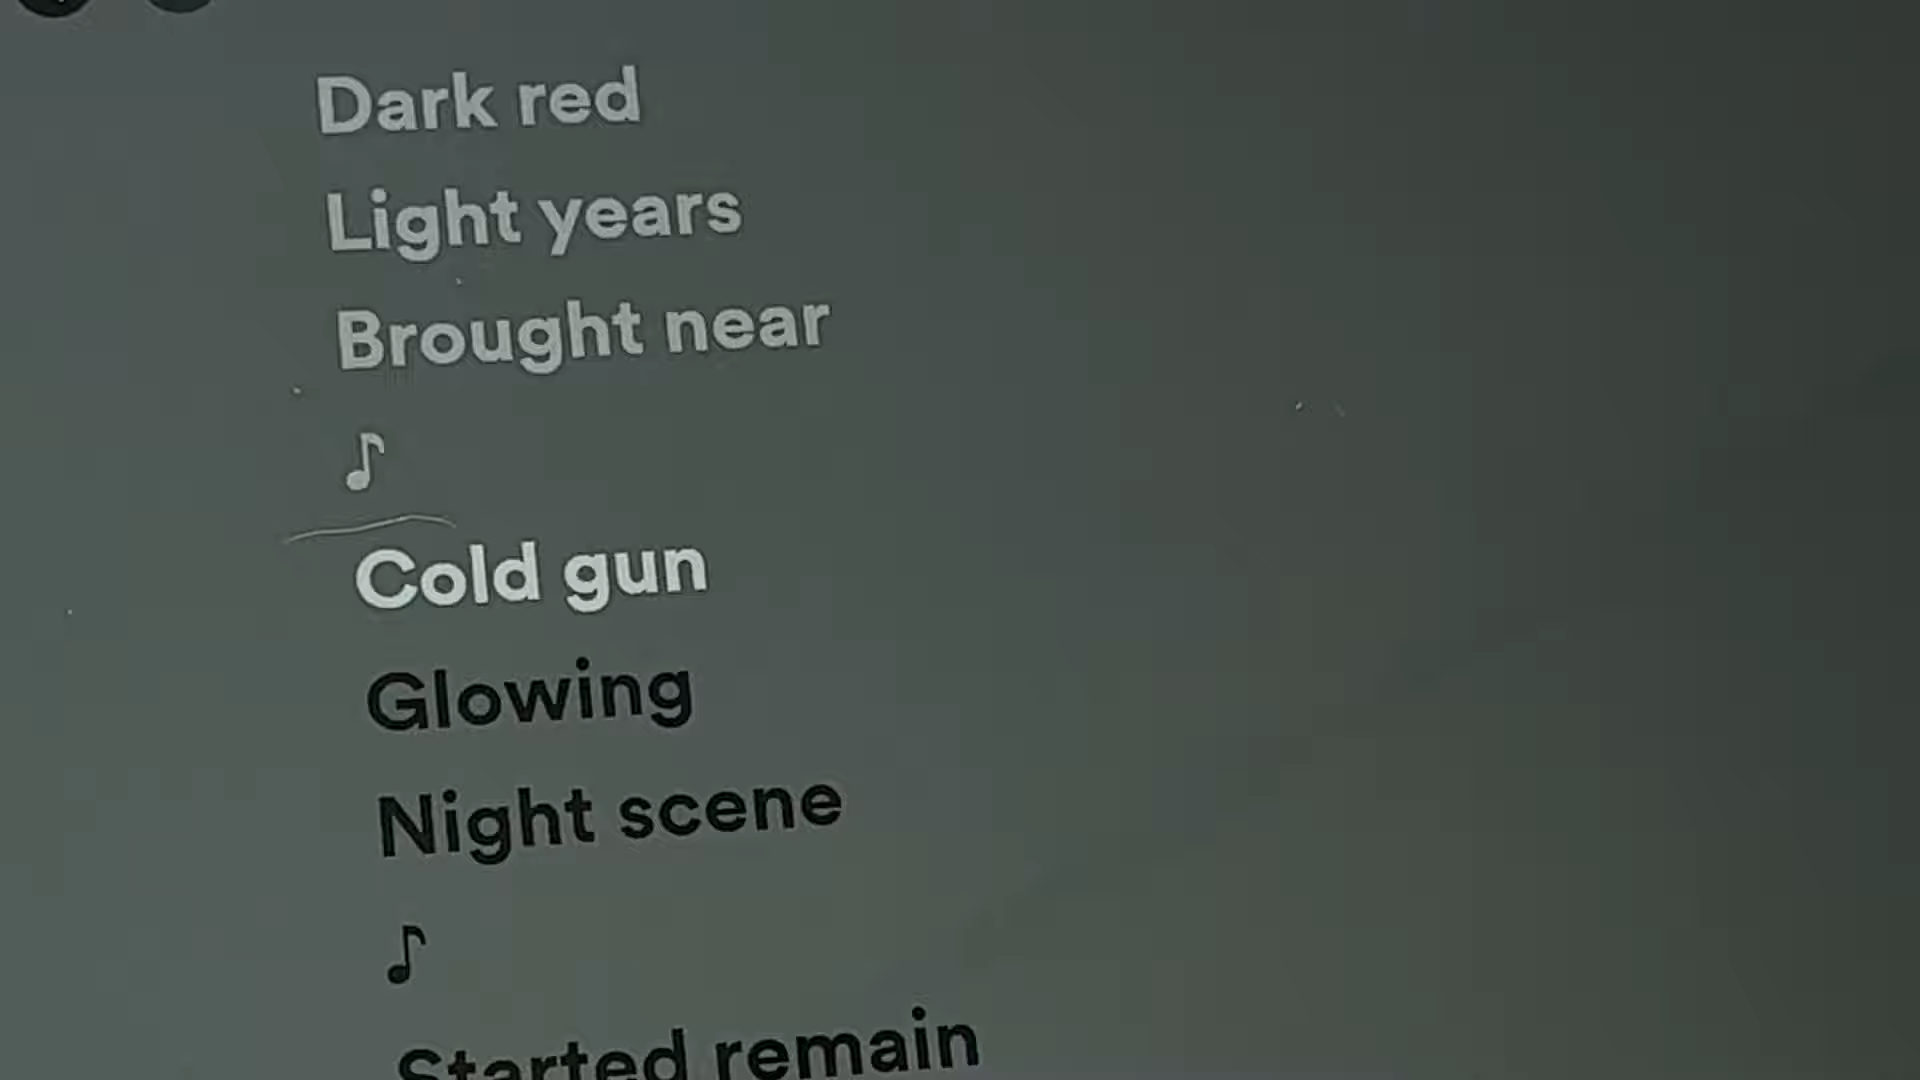 Dark red
Light years
Brought near
♪
Cold gun
Glowing
Night scene
♪
Started remain